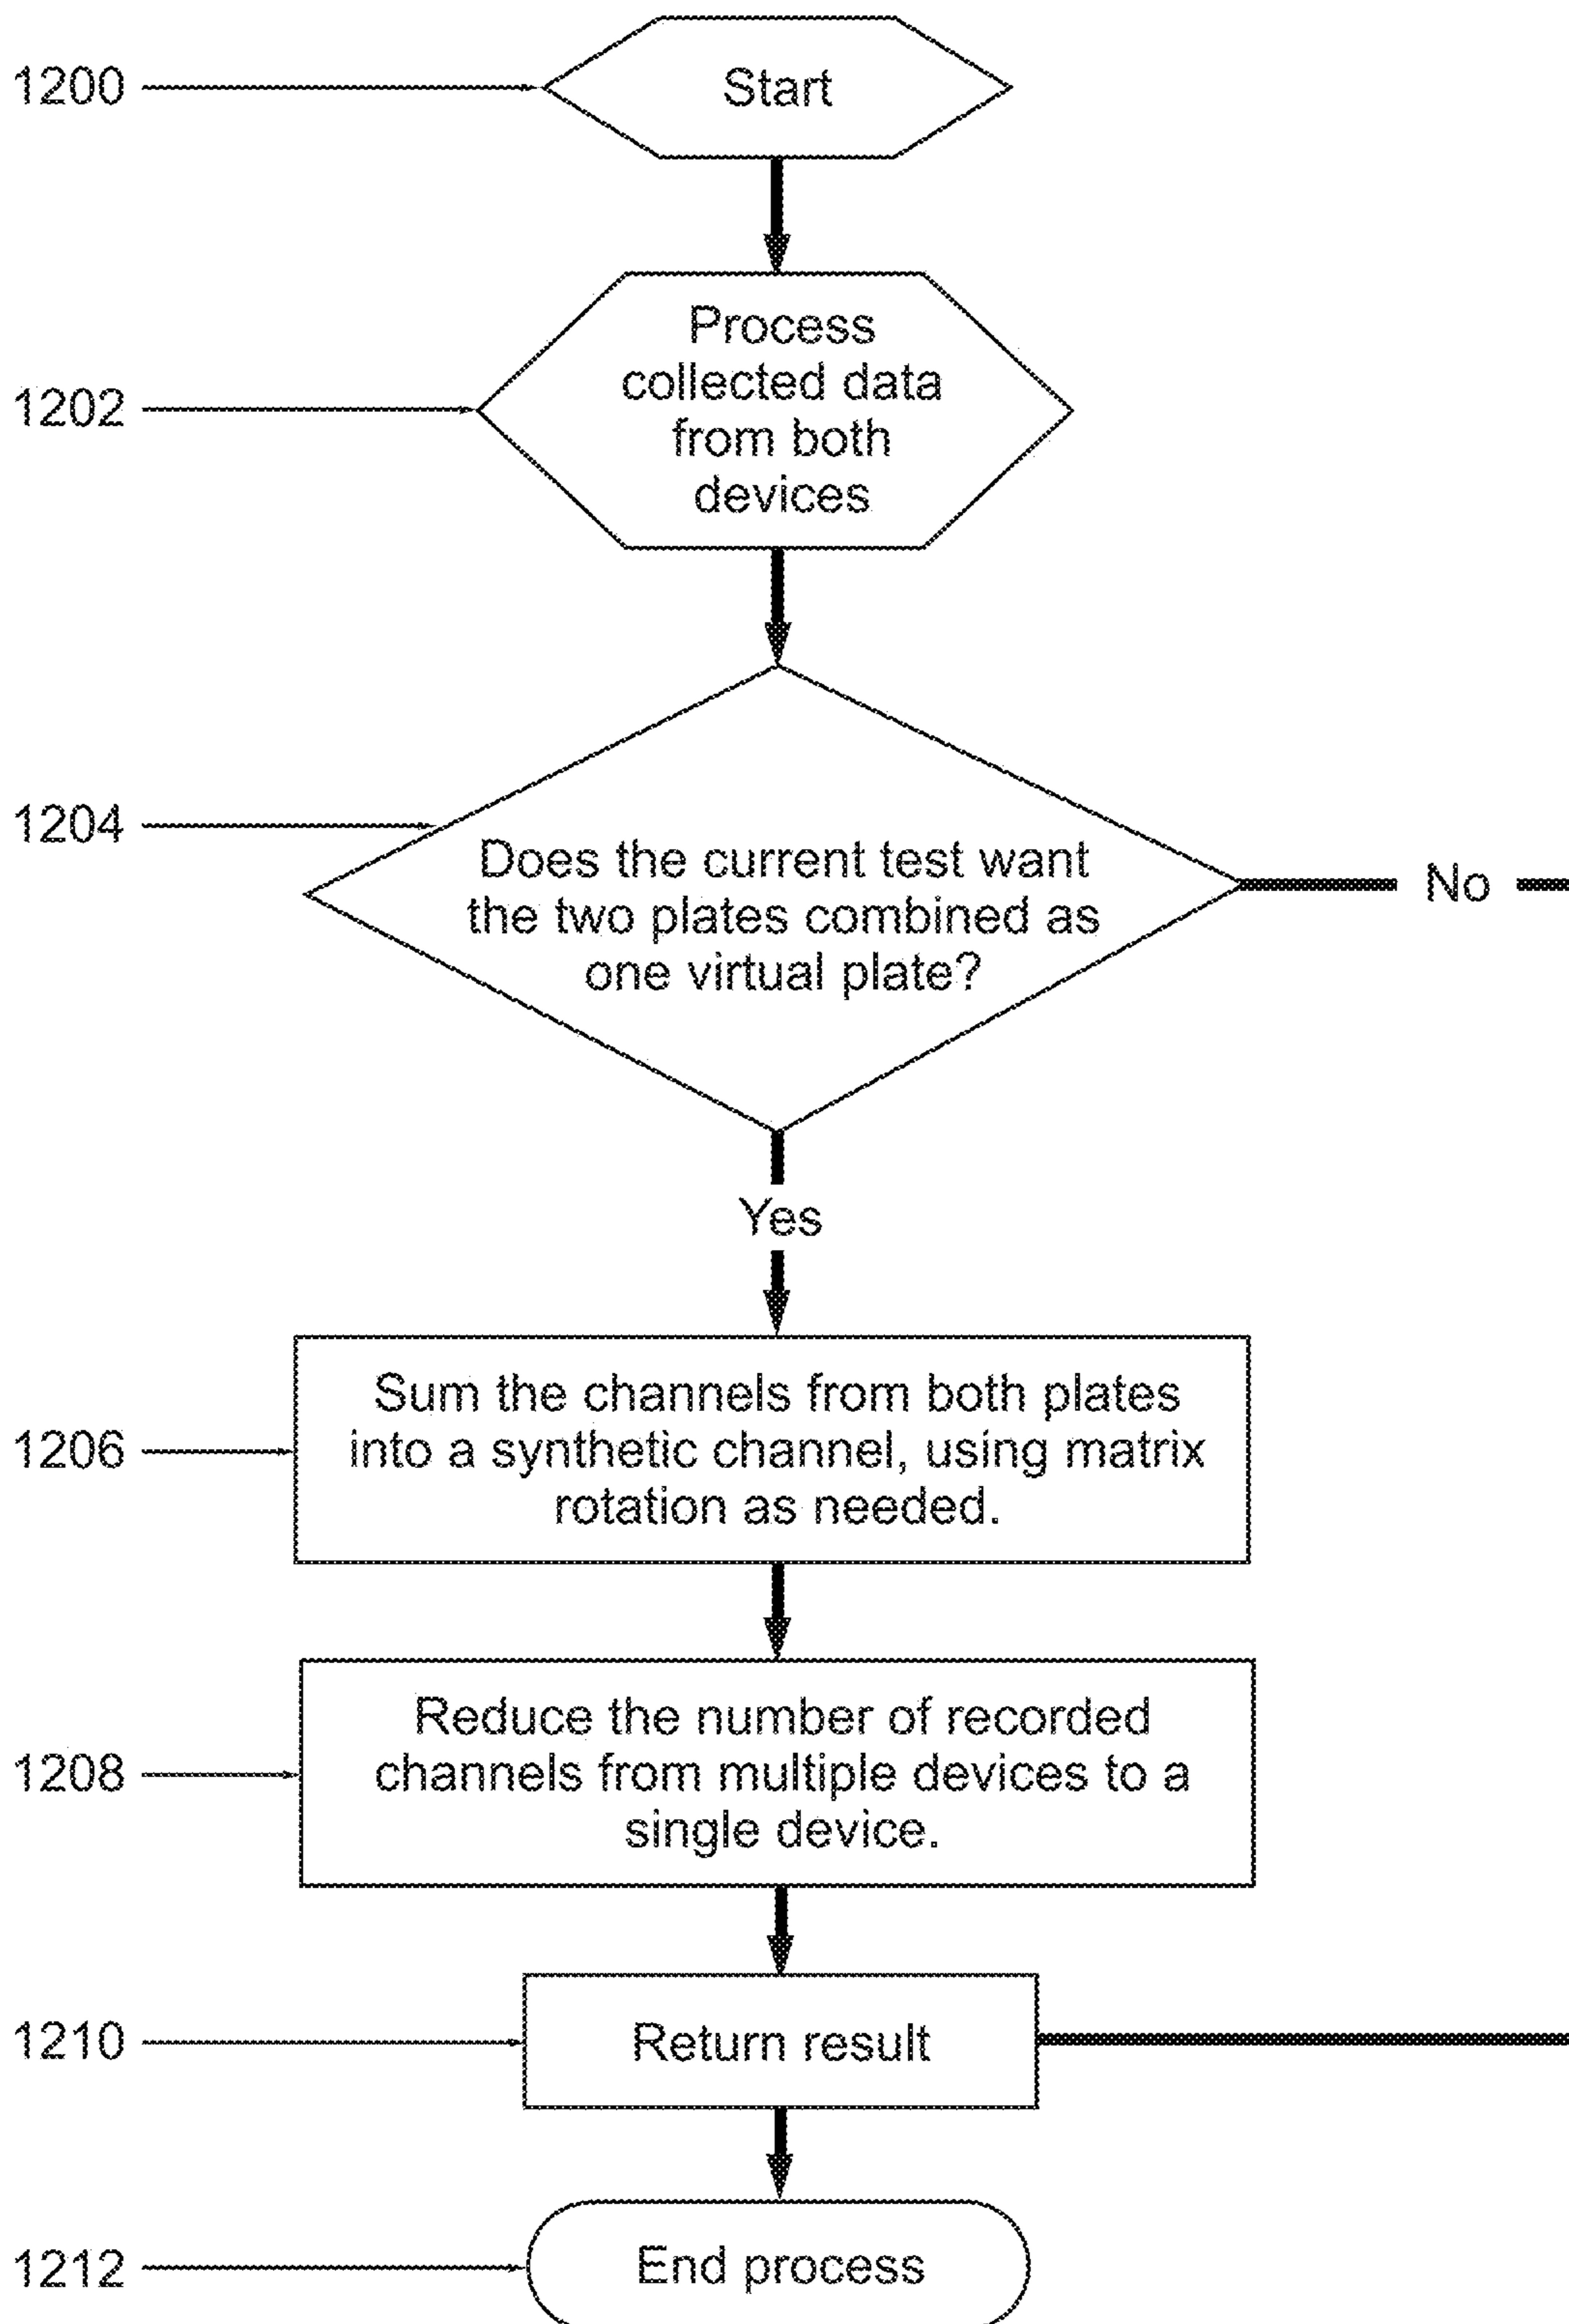 1200
Start
1202
Process
collected data
from both
devices
1204
Does the current test want
the two plates combined as
one virtual plate?
No
Yes
1206
Sum the channels from both plates
into a synthetic channel, using matrix
rotation as needed.
1208
Reduce the number of recorded
channels from multiple devices to a
single device.
1210
Return result
1212
End process